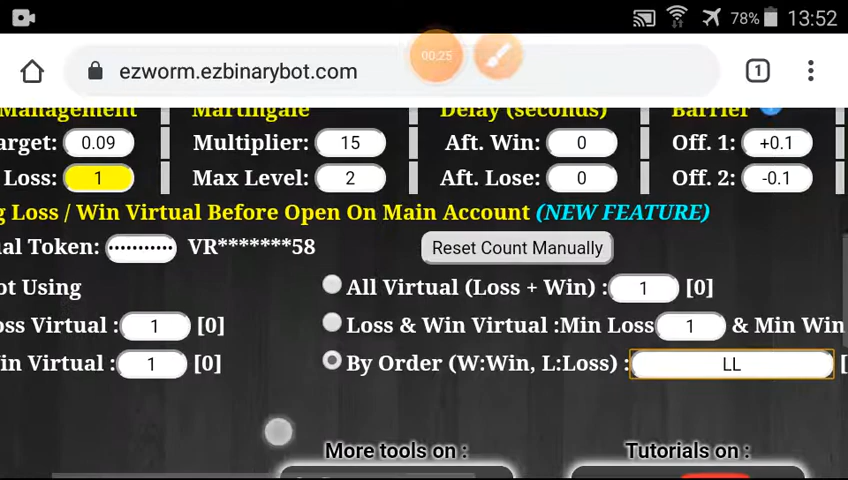 78% 13:52
ezworm.ezbinarybot.com
00:25
1
Management Martingale Delay (seconds) Barrier
arget: 0.09 Multiplier: 15 Aft. Win: 0 Off. 1: +0.1
Loss: 1 Max Level: 2 Aft. Lose: 0 Off. 2: -0.1
g Loss / Win Virtual Before Open On Main Account (NEW FEATURE)
ual Token: ••••••••••• VR*******58 Reset Count Manually
ot Using All Virtual (Loss + Win) : 1 [0]
oss Virtual : 1 [0] Loss & Win Virtual :Min Loss 1 & Min Win
in Virtual : 1 [0] By Order (W:Win, L:Loss) : LL [
More tools on : Tutorials on :